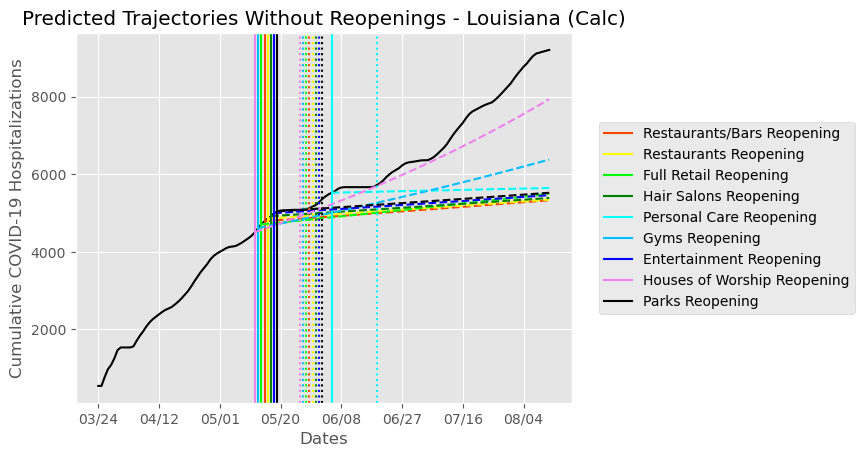 Predicted Trajectories Without Reopenings - Louisiana (Calc)
Cumulative COVID-19 Hospitalizations
8000
6000
4000
2000
03/24 04/12 05/01 05/20 06/08 06/27 07/16 08/04
Dates
Restaurants/Bars Reopening
Restaurants Reopening
Full Retail Reopening
Hair Salons Reopening
Personal Care Reopening
Gyms Reopening
Entertainment Reopening
Houses of Worship Reopening
Parks Reopening